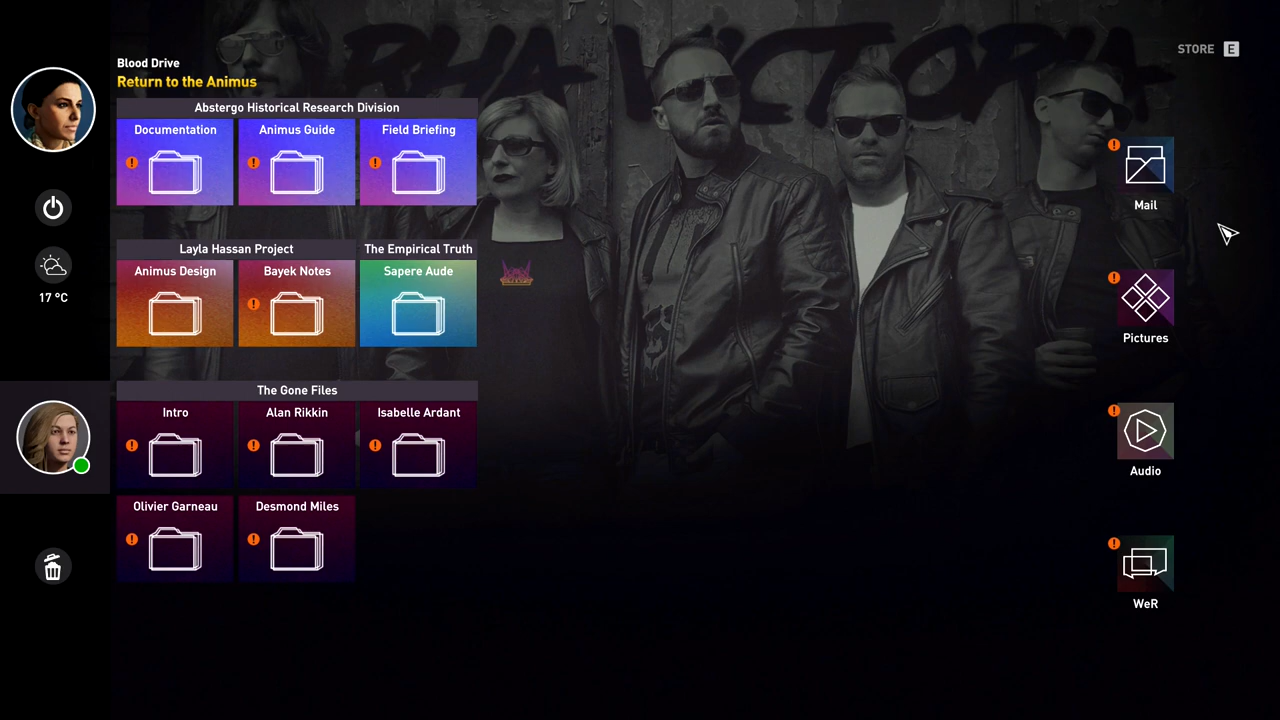 Blood Drive
Return to the Animus
STORE E
Abstergo Historical Research Division
Documentation
Animus Guide
Field Briefing
Layla Hassan Project
The Empirical Truth
Animus Design
Bayek Notes
Sapere Aude
The Gone Files
Intro
Alan Rikkin
Isabelle Ardant
Olivier Garneau
Desmond Miles
17 °C
Mail
Pictures
Audio
WeR